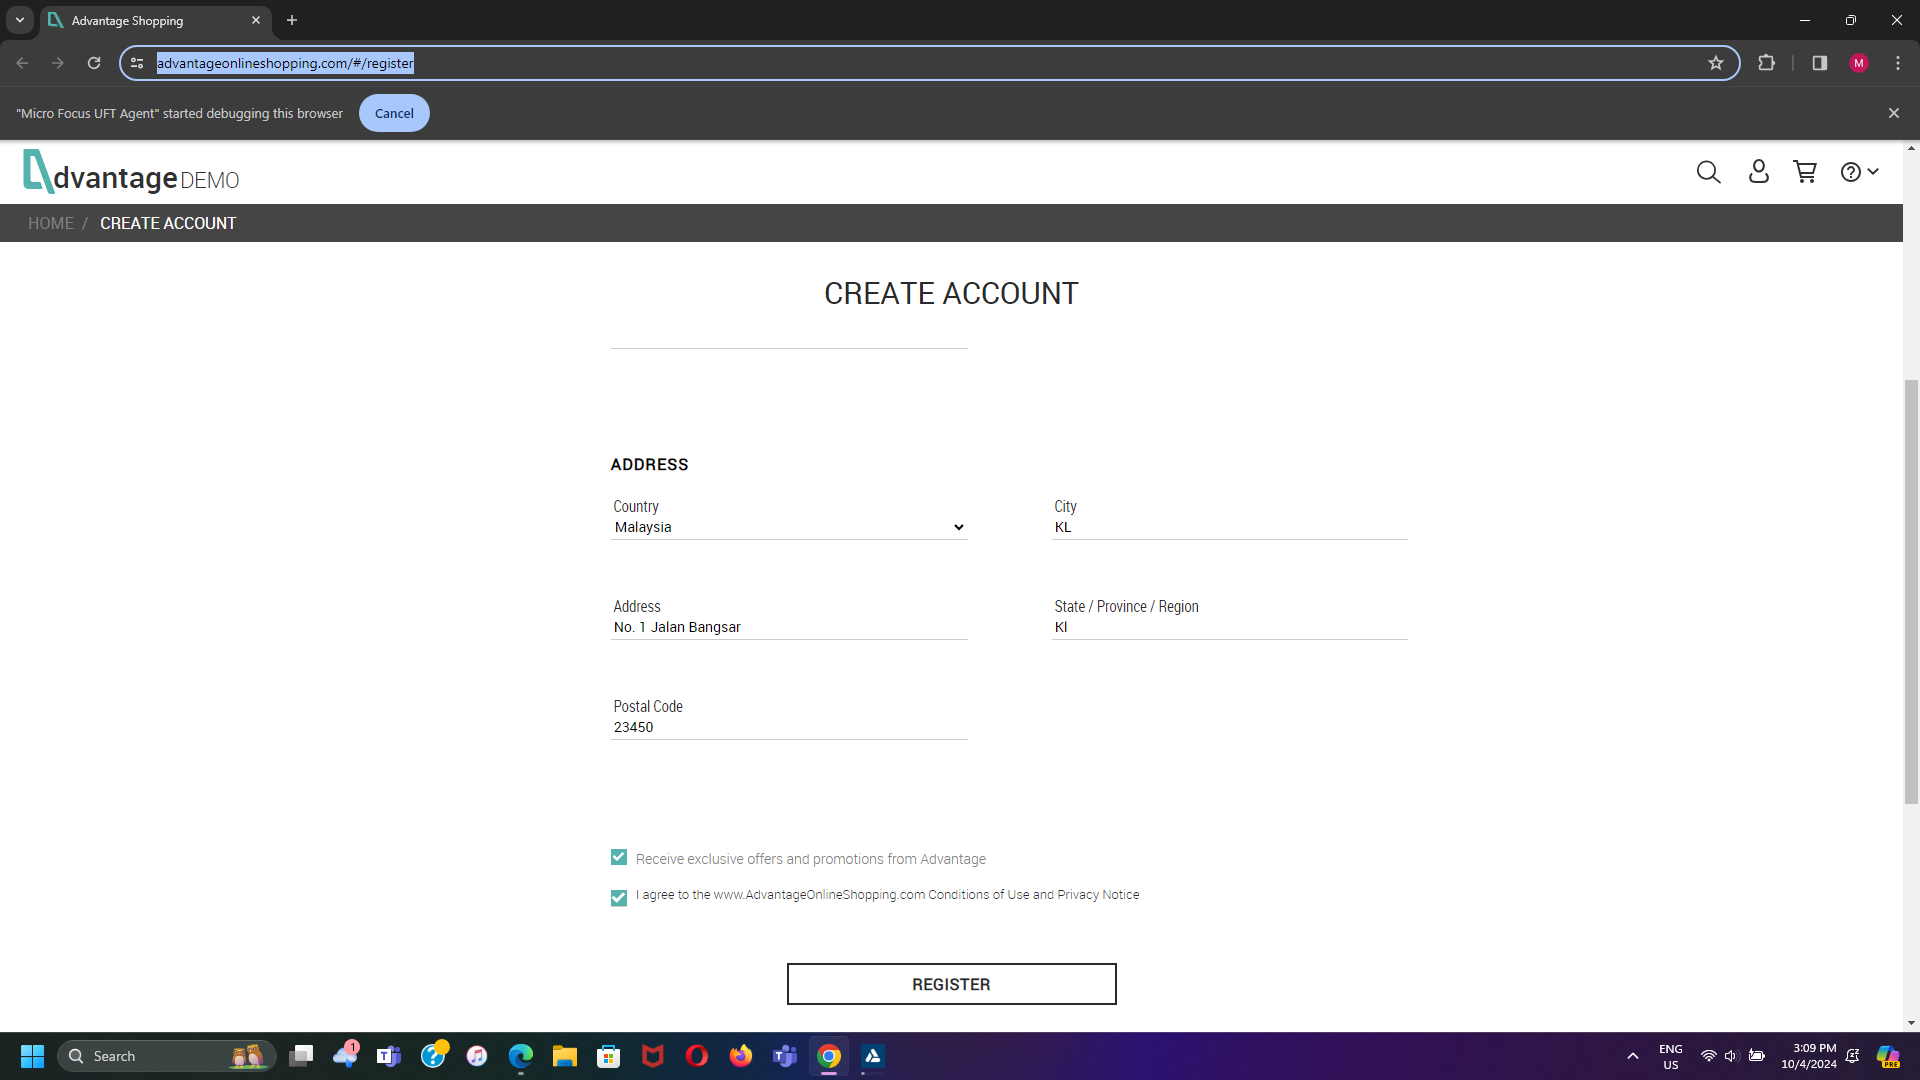 Advantage Shopping
advantageonlineshopping.com/#/register
M
"Micro Focus UFT Agent" started debugging this browser
Cancel
dvantage DEMO
HOME / CREATE ACCOUNT
CREATE ACCOUNT
ADDRESS
Country
Malaysia
City
KL
Address
No. 1 Jalan Bangsar
State / Province / Region
Kl
Postal Code
23450
Receive exclusive offers and promotions from Advantage
I agree to the www.AdvantageOnlineShopping.com Conditions of Use and Privacy Notice
REGISTER
Search
1
ENG
US
3:09 PM
10/4/2024
PRE